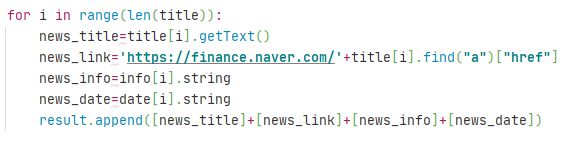 for i in range(len(title)):
    news_title=title[i].getText()
    news_link='https://finance.naver.com/'+title[i].find("a")["href"]
    news_info=info[i].string
    news_date=date[i].string
    result.append([news_title]+[news_link]+[news_info]+[news_date])